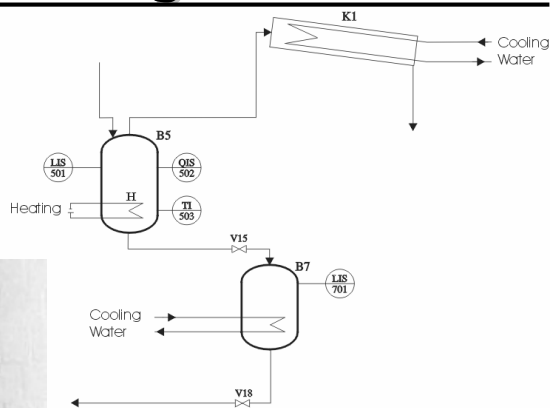 K1
Cooling
Water
B5
LIS
501
QIS
502
H
TI
503
Heating
V15
B7
LIS
701
Cooling
Water
V18